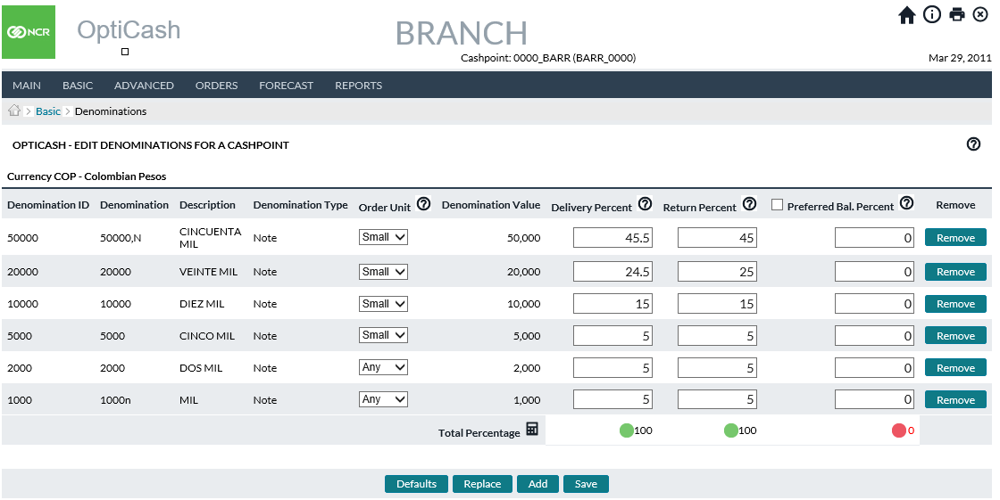 NCR OptiCash BRANCH
Cashpoint: 0000_BARR (BARR_0000) Mar 29, 2011
MAIN BASIC ADVANCED ORDERS FORECAST REPORTS
Basic > Denominations
OPTICASH - EDIT DENOMINATIONS FOR A CASHPOINT
Currency COP - Colombian Pesos
Denomination ID Denomination Description Denomination Type Order Unit Denomination Value Delivery Percent Return Percent Preferred Bal. Percent Remove
50000 50000,N CINCUENTA MIL Note Small 50,000 45.5 45 0 Remove
20000 20000 VEINTE MIL Note Small 20,000 24.5 25 0 Remove
10000 10000 DIEZ MIL Note Small 10,000 15 15 0 Remove
5000 5000 CINCO MIL Note Small 5,000 5 5 0 Remove
2000 2000 DOS MIL Note Any 2,000 5 5 0 Remove
1000 1000n MIL Note Any 1,000 5 5 0 Remove
Total Percentage 100 100 0
Defaults Replace Add Save